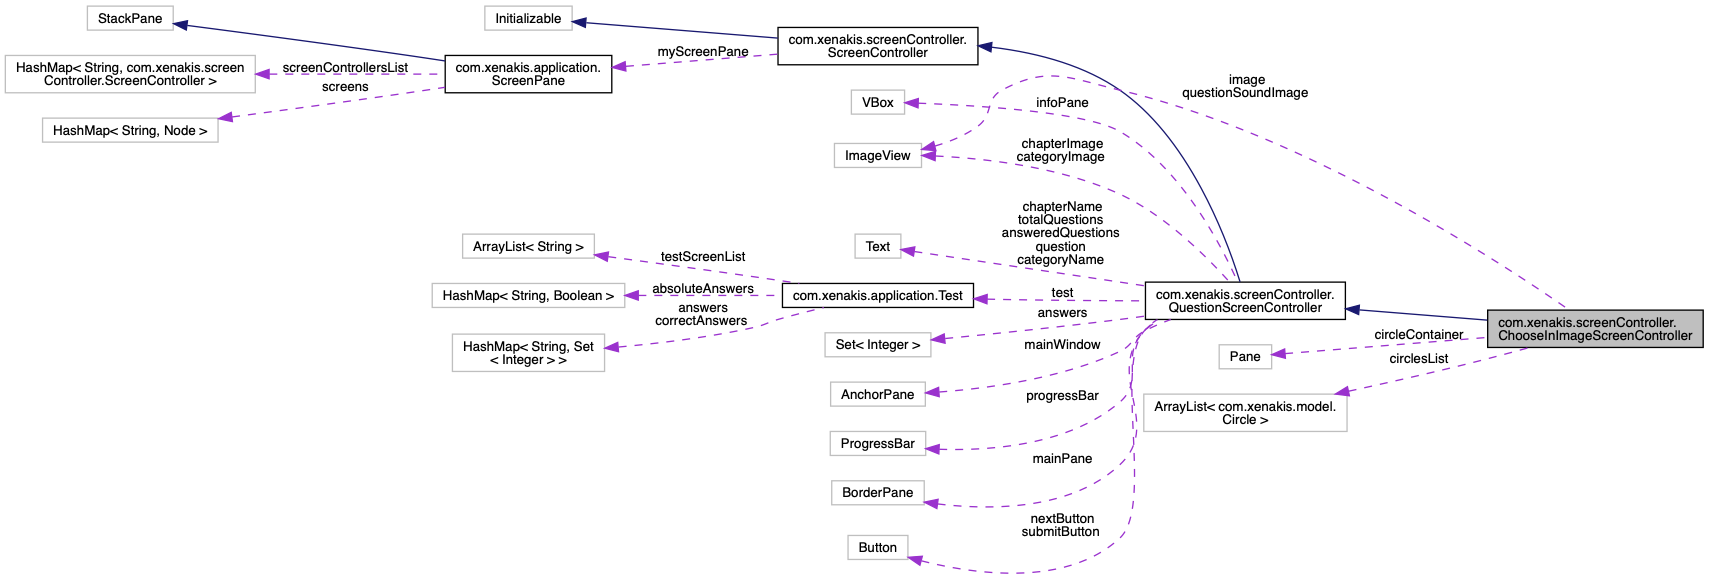 StackPane
HashMap< String, com.xenakis.screen
Controller.ScreenController >
HashMap< String, Node >
screenControllersList
screens
Initializable
com.xenakis.application.
ScreenPane
myScreenPane
com.xenakis.screenController.
ScreenController
VBox
infoPane
ImageView
chapterImage
categoryImage
image
questionSoundImage
chapterName
totalQuestions
answeredQuestions
question
categoryName
Text
ArrayList< String >
testScreenList
HashMap< String, Boolean >
absoluteAnswers
answers
correctAnswers
HashMap< String, Set
< Integer > >
com.xenakis.application.Test
test
answers
Set< Integer >
mainWindow
AnchorPane
progressBar
ProgressBar
mainPane
BorderPane
nextButton
submitButton
Button
com.xenakis.screenController.
QuestionScreenController
circleContainer
Pane
circlesList
ArrayList< com.xenakis.model.
Circle >
com.xenakis.screenController.
ChooseInImageScreenController